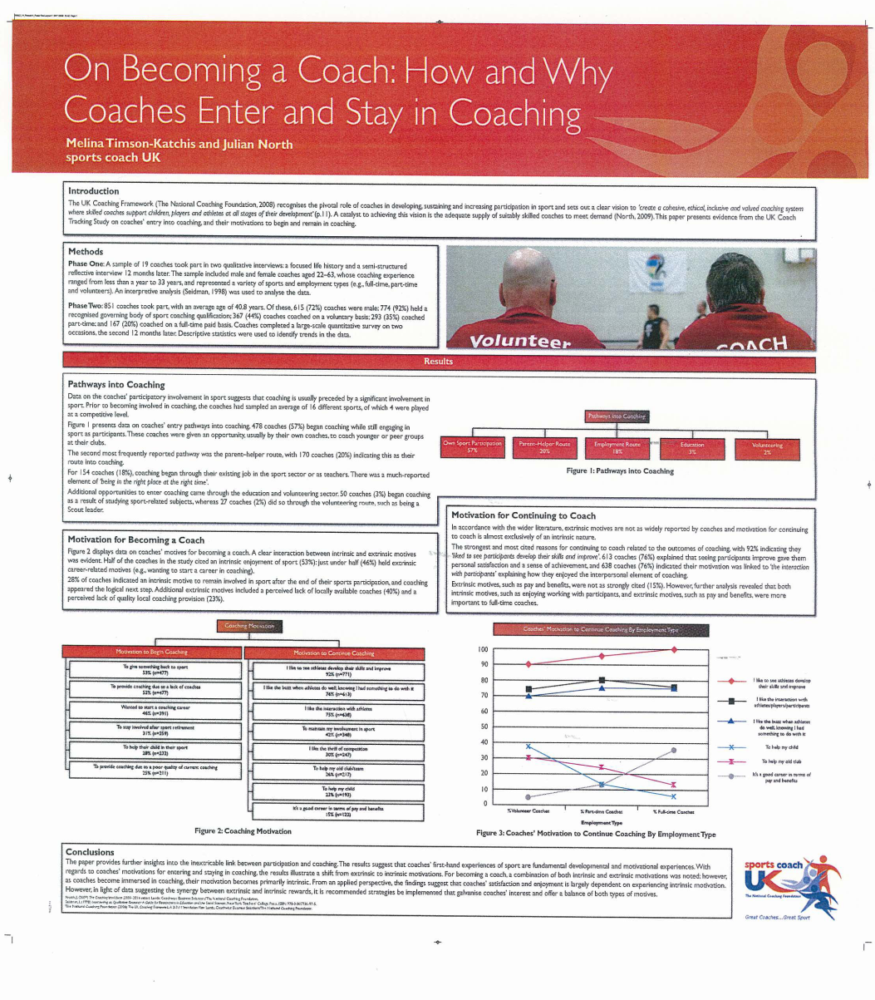 On Becoming a Coach: How and Why
Coaches Enter and Stay in Coaching
Melina Timson-Katchis and Julian North
sports coach UK
Introduction
The UK Coaching Framework (The National Coaching Foundation, 2008) recognises the pivotal role of coaches in developing, sustaining and increasing participation in sport and sets out a clear vision to 'create a cohesive, ethical, inclusive and valued coaching system
where skilled coaches support children, players and athletes at all stages of their development' (p.11). A catalyst to achieving this vision is the adequate supply of suitably skilled coaches to meet demand (North, 2009). This paper presents evidence from the UK Coach
Tracking Study on coaches' entry into coaching, and their motivations to begin and remain in coaching.
Methods
Phase One: A sample of 19 coaches took part in two qualitative interviews: a focused life history and a semi-structured
reflective interview 12 months later. The sample included male and female coaches aged 22–63, whose coaching experience
ranged from less than a year to 33 years, and represented a variety of sports and employment types (e.g., full-time, part-time
and volunteers). An interpretive analysis (Seidman, 1998) was used to analyse the data.
Phase Two: 851 coaches took part, with an average age of 40.8 years. Of these, 615 (72%) coaches were male; 774 (92%) held a
recognised governing body of sport coaching qualification; 367 (44%) coaches coached on a voluntary basis; 293 (35%) coached
part-time; and 167 (20%) coached on a full-time paid basis. Coaches completed a large-scale quantitative survey on two
occasions, the second 12 months later. Descriptive statistics were used to identify trends in the data.
Volunteer
COACH
Results
Pathways into Coaching
Data on the coaches' participatory involvement in sport suggests that coaching is usually preceded by a significant involvement in
sport. Prior to becoming involved in coaching, the coaches had sampled an average of 16 different sports, of which 4 were played
at a competitive level.
Figure 1 presents data on coaches' entry pathways into coaching. 478 coaches (57%) began coaching while still engaging in
sport as participants. These coaches were given an opportunity, usually by their own coaches, to coach younger or peer groups
at their clubs.
The second most frequently reported pathway was the parent–helper route, with 170 coaches (20%) indicating this as their
route into coaching.
For 154 coaches (18%), coaching began through their existing job in the sport sector or as teachers. There was a much-reported
element of 'being in the right place at the right time'.
Additional opportunities to enter coaching came through the education and volunteering sector. 50 coaches (3%) began coaching
as a result of studying sport-related subjects, whereas 27 coaches (2%) did so through the volunteering route, such as being a
Scout leader.
Pathways into Coaching
Own Sport Participation
57%
Parent–Helper Route
20%
Employment Route
18%
Education
3%
Volunteering
2%
Figure 1: Pathways into Coaching
Motivation for Becoming a Coach
Figure 2 displays data on coaches' motives for becoming a coach. A clear interaction between intrinsic and extrinsic motives
was evident. Half of the coaches in the study cited an intrinsic enjoyment of sport (53%); just under half (46%) held extrinsic
career-related motives (e.g., wanting to start a career in coaching).
28% of coaches indicated an intrinsic motive to remain involved in sport after the end of their sports participation, and coaching
appeared the logical next step. Additional extrinsic motives included a perceived lack of locally available coaches (40%) and a
perceived lack of quality local coaching provision (23%).
Motivation for Continuing to Coach
In accordance with the wider literature, extrinsic motives are not as widely reported by coaches and motivation for continuing
to coach is almost exclusively of an intrinsic nature.
The strongest and most cited reasons for continuing to coach related to the outcomes of coaching, with 92% indicating they
'liked to see participants develop their skills and improve'. 613 coaches (76%) explained that seeing participants improve gave them
personal satisfaction and a sense of achievement, and 638 coaches (76%) indicated their motivation was linked to 'the interaction
with participants' explaining how they enjoyed the interpersonal element of coaching.
Extrinsic motives, such as pay and benefits, were not as strongly cited (15%). However, further analysis revealed that both
intrinsic motives, such as enjoying working with participants, and extrinsic motives, such as pay and benefits, were more
important to full-time coaches.
Coaching Motivation
Motivation to Begin Coaching
To give something back to sport
53% (n=477)
To provide coaching due to a lack of coaches
52% (n=477)
Wanted to start a coaching career
46% (n=391)
To stay involved after sport retirement
31% (n=259)
To help their child in their sport
28% (n=232)
To provide coaching due to a poor quality of current coaching
25% (n=211)
Motivation to Continue Coaching
I like to see athletes develop their skills and improve
92% (n=771)
I like the buzz when athletes do well, knowing I had something to do with it
76% (n=613)
I like the interaction with athletes
75% (n=638)
To maintain my involvement in sport
42% (n=348)
I like the thrill of competition
30% (n=247)
To help my old club/team
26% (n=217)
To help my child
23% (n=193)
It's a good career in terms of pay and benefits
15% (n=122)
Figure 2: Coaching Motivation
Coaches' Motivation to Continue Coaching By Employment Type
100
90
80
70
60
50
40
30
20
10
0
% Volunteer Coaches
% Part-time Coaches
% Full-time Coaches
Employment Type
I like to see athletes develop
their skills and improve
I like the interaction with
athletes/players/participants
I like the buzz when athletes
do well, knowing I had
something to do with it
To help my child
To help my old club
It's a good career in terms of
pay and benefits
Figure 3: Coaches' Motivation to Continue Coaching By Employment Type
Conclusions
The paper provides further insights into the inextricable link between participation and coaching. The results suggest that coaches' first-hand experiences of sport are fundamental developmental and motivational experiences. With
regards to coaches' motivations for entering and staying in coaching, the results illustrate a shift from extrinsic to intrinsic motivations. For becoming a coach, a combination of both intrinsic and extrinsic motivations was noted; however,
as coaches become immersed in coaching, their motivation becomes primarily intrinsic. From an applied perspective, the findings suggest that coaches' satisfaction and enjoyment is largely dependent on experiencing intrinsic motivation.
However, in light of data suggesting the synergy between extrinsic and intrinsic rewards, it is recommended strategies be implemented that galvanise coaches' interest and offer a balance of both types of motives.
sports coach
UK
The National Coaching Foundation
Great Coaches...Great Sport